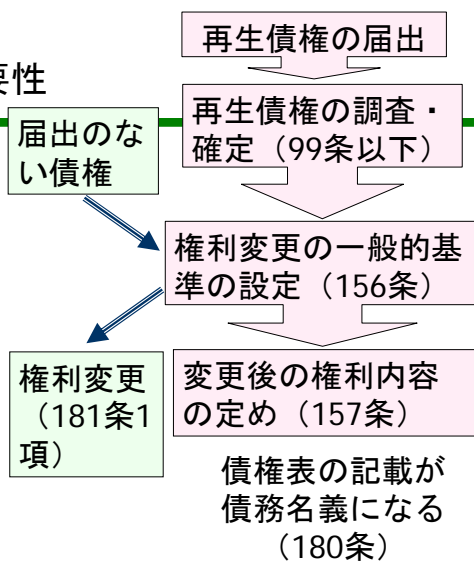 再生債権の届出
要性
再生債権の調査・
確定（99条以下）
届出のな
い債権
権利変更の一般的基
準の設定（156条）
権利変更
（181条1
項）
変更後の権利内容
の定め（157条）
債権表の記載が
債務名義になる
（180条）